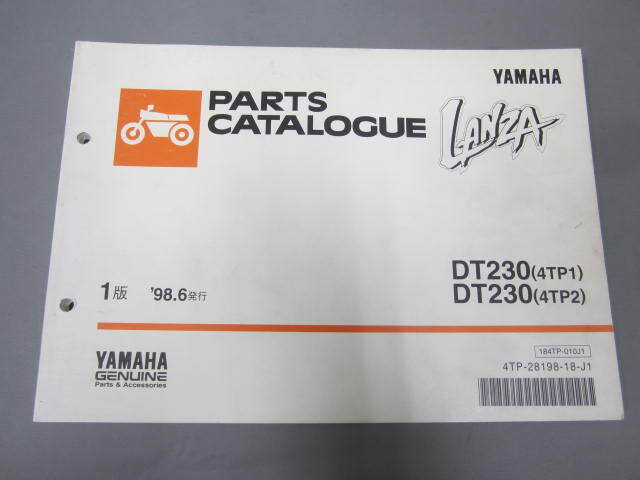 PARTS
CATALOGUE
YAMAHA
LANZA
DT230(4TP1)
DT230(4TP2)
1版 '98.6発行
YAMAHA
GENUINE
Parts & Accessories
184TP-010J1
4TP-28198-18-J1